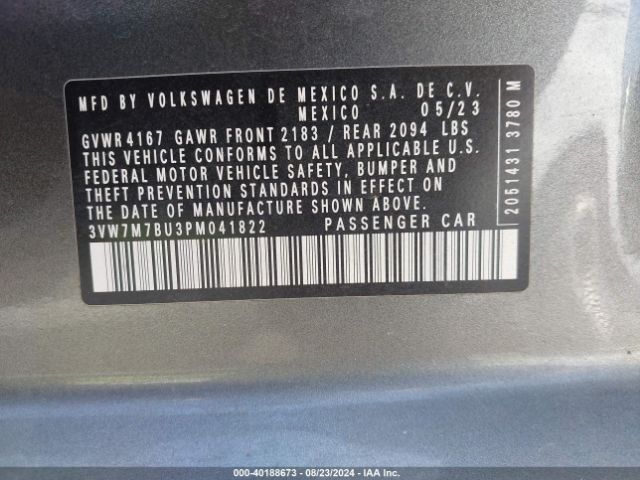 MFD BY VOLKSWAGEN DE MEXICO S.A. DE C.V.
MEXICO 05/23
GVWR 4167 GAWR FRONT 2183 / REAR 2094 LBS
THIS VEHICLE CONFORMS TO ALL APPLICABLE U.S.
FEDERAL MOTOR VEHICLE SAFETY, BUMPER AND
THEFT PREVENTION STANDARDS IN EFFECT ON
THE DATE OF MANUFACTURE SHOWN ABOVE.
3VW7M7BU3PM041822 PASSENGER CAR
2051431 3780 M
000-40188673 / 08/23/2024 / IAA Inc.